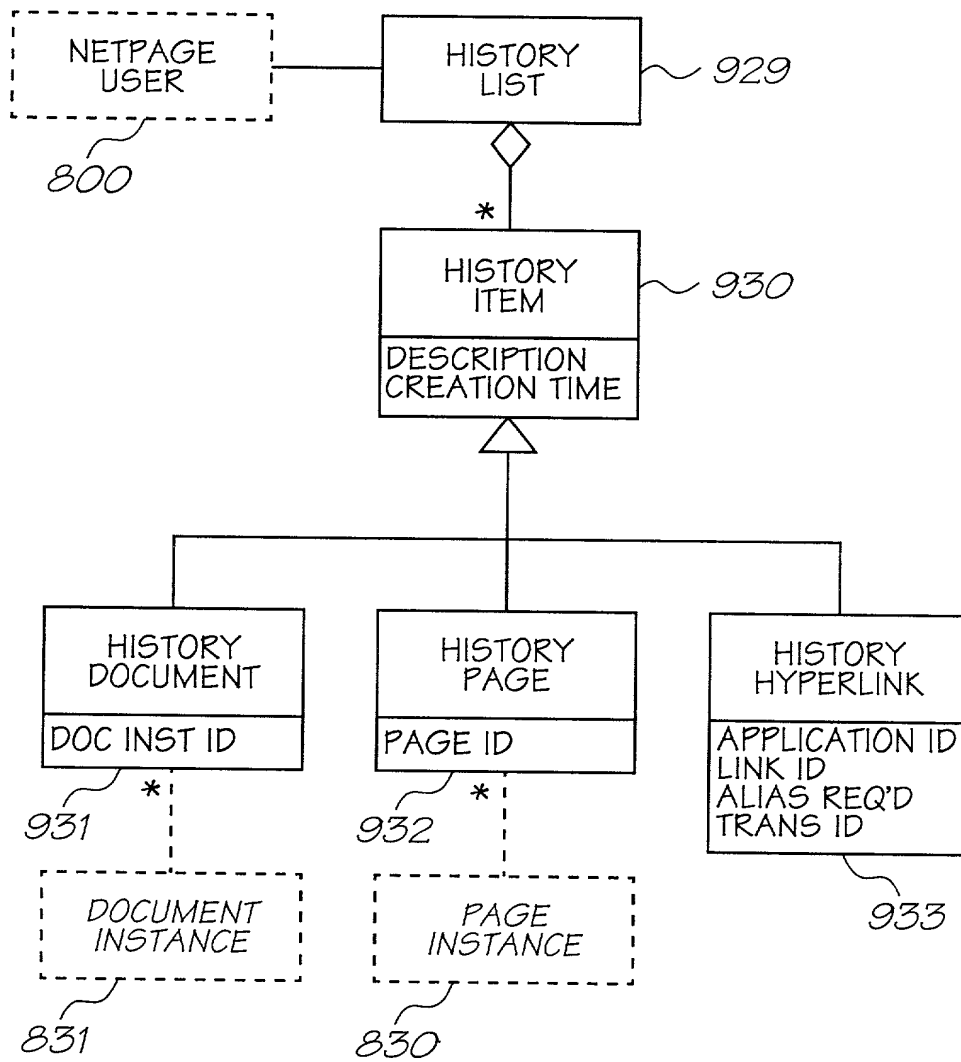 NETPAGE
USER
800
HISTORY
LIST
929
*
HISTORY
ITEM
930
DESCRIPTION
CREATION TIME
HISTORY
DOCUMENT
DOC INST ID
931
*
HISTORY
PAGE
PAGE ID
932
*
HISTORY
HYPERLINK
APPLICATION ID
LINK ID
ALIAS REQ'D
TRANS ID
933
DOCUMENT
INSTANCE
831
PAGE
INSTANCE
830